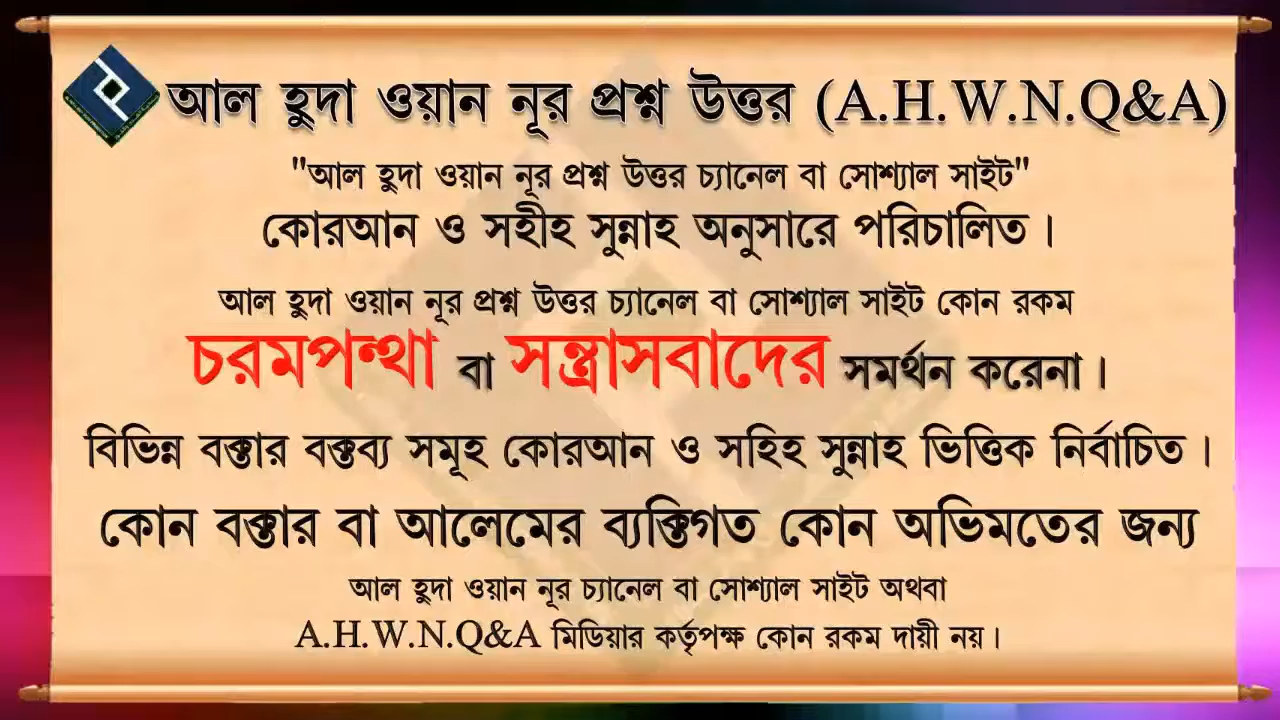 আল হুদা ওয়ান নূর প্রশ্ন উত্তর (A.H.W.N.Q&A)
"আল হুদা ওয়ান নূর প্রশ্ন উত্তর চ্যানেল বা সোশ্যাল সাইট"
কোরআন ও সহীহ সুন্নাহ অনুসারে পরিচালিত।
আল হুদা ওয়ান নূর প্রশ্ন উত্তর চ্যানেল বা সোশ্যাল সাইট কোন রকম
চরমপন্থা বা সন্ত্রাসবাদের সমর্থন করেনা।
বিভিন্ন বক্তার বক্তব্য সমূহ কোরআন ও সহিহ সুন্নাহ ভিত্তিক নির্বাচিত।
কোন বক্তার বা আলেমের ব্যক্তিগত কোন অভিমতের জন্য
আল হুদা ওয়ান নূর চ্যানেল বা সোশ্যাল সাইট অথবা
A.H.W.N.Q&A মিডিয়ার কর্তৃপক্ষ কোন রকম দায়ী নয়।